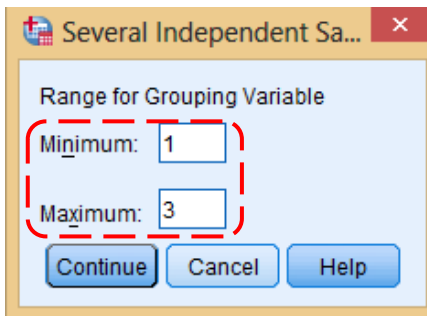 Several Independent Sa...
Range for Grouping Variable
Minimum: 1
Maximum: 3
Continue Cancel Help